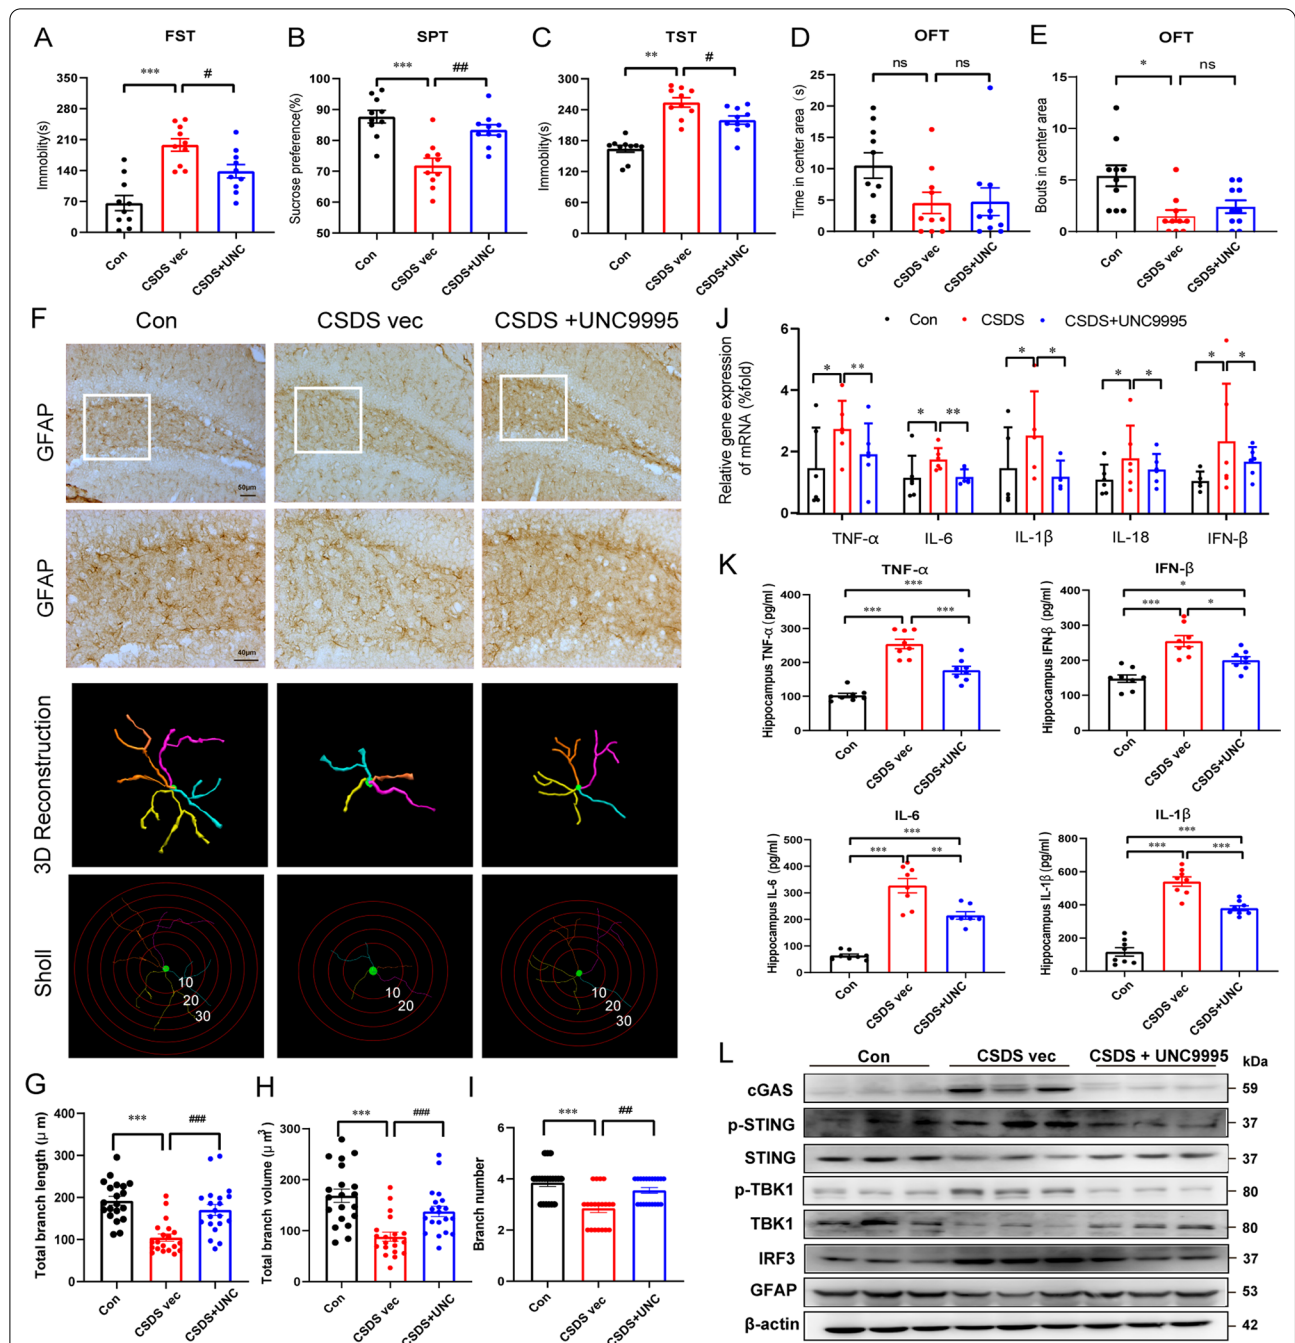 A FST
Immoblity(s)
350
280
210
140
70
0
*** #
Con CSDS vec CSDS+UNC
B SPT
Sucrose preference(%)
100
90
80
70
60
50
*** ##
Con CSDS vec CSDS+UNC
C TST
Immoblity(s)
300
240
180
120
60
0
** #
Con CSDS vec CSDS+UNC
D OFT
Time in center area (s)
25
20
15
10
5
0
ns ns
Con CSDS vec CSDS+UNC
E OFT
Bouts in center area
15
10
5
0
* ns
Con CSDS vec CSDS+UNC
F Con CSDS vec CSDS +UNC9995
GFAP
50μm
GFAP
40μm
3D Reconstruction
Sholl
10
20
30
10
20
10
20
30
G
Total branch length(μ m)
400
300
200
100
0
*** ###
Con CSDS vec CSDS+UNC
H
Total branch volume(μ m³)
300
200
100
0
*** ###
Con CSDS vec CSDS+UNC
I
Branch number
6
4
2
0
*** ##
Con CSDS vec CSDS+UNC
J Con CSDS CSDS+UNC9995
Relative gene expression
of mRNA (%fold)
6
4
2
0
* ** * ** * * * * * *
TNF-α IL-6 IL-1β IL-18 IFN-β
K
TNF-α
Hippocampus TNF-α (pg/ml)
400
300
200
100
0
***
*** ***
Con CSDS vec CSDS+UNC
IFN-β
Hippocampus IFN-β (pg/ml)
400
300
200
100
0
*
*** *
Con CSDS vec CSDS+UNC
IL-6
Hippocampus IL-6 (pg/ml)
500
400
300
200
100
0
***
*** **
Con CSDS vec CSDS+UNC
IL-1β
Hippocampus IL-1β (pg/ml)
800
600
400
200
0
***
*** ***
Con CSDS vec CSDS+UNC
L Con CSDS vec CSDS + UNC9995 kDa
cGAS 59
p-STING 37
STING 37
p-TBK1 80
TBK1 80
IRF3 37
GFAP 53
β-actin 42